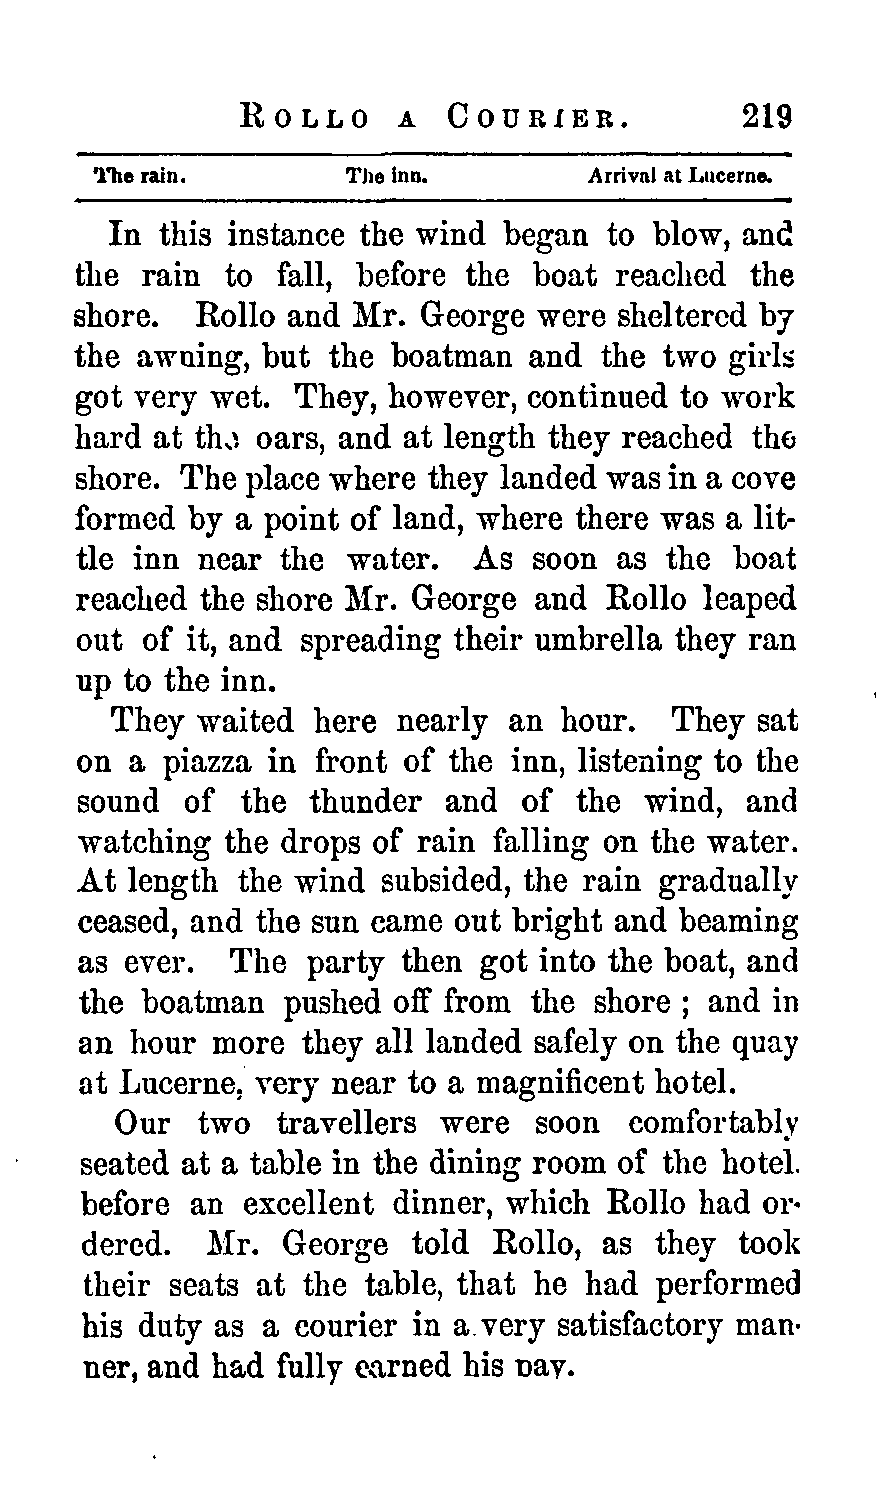 ROLLO A COURIER. 219
The rain. The inn. Arrival at Lucerne.
In this instance the wind began to blow, and
the rain to fall, before the boat reached the
shore. Rollo and Mr. George were sheltered by
the awning, but the boatman and the two girls
got very wet. They, however, continued to work
hard at the oars, and at length they reached the
shore. The place where they landed was in a cove
formed by a point of land, where there was a lit-
tle inn near the water. As soon as the boat
reached the shore Mr. George and Rollo leaped
out of it, and spreading their umbrella they ran
up to the inn.
They waited here nearly an hour. They sat
on a piazza in front of the inn, listening to the
sound of the thunder and of the wind, and
watching the drops of rain falling on the water.
At length the wind subsided, the rain gradually
ceased, and the sun came out bright and beaming
as ever. The party then got into the boat, and
the boatman pushed off from the shore ; and in
an hour more they all landed safely on the quay
at Lucerne, very near to a magnificent hotel.
Our two travellers were soon comfortably
seated at a table in the dining room of the hotel.
before an excellent dinner, which Rollo had or-
dered. Mr. George told Rollo, as they took
their seats at the table, that he had performed
his duty as a courier in a very satisfactory man-
ner, and had fully earned his pay.